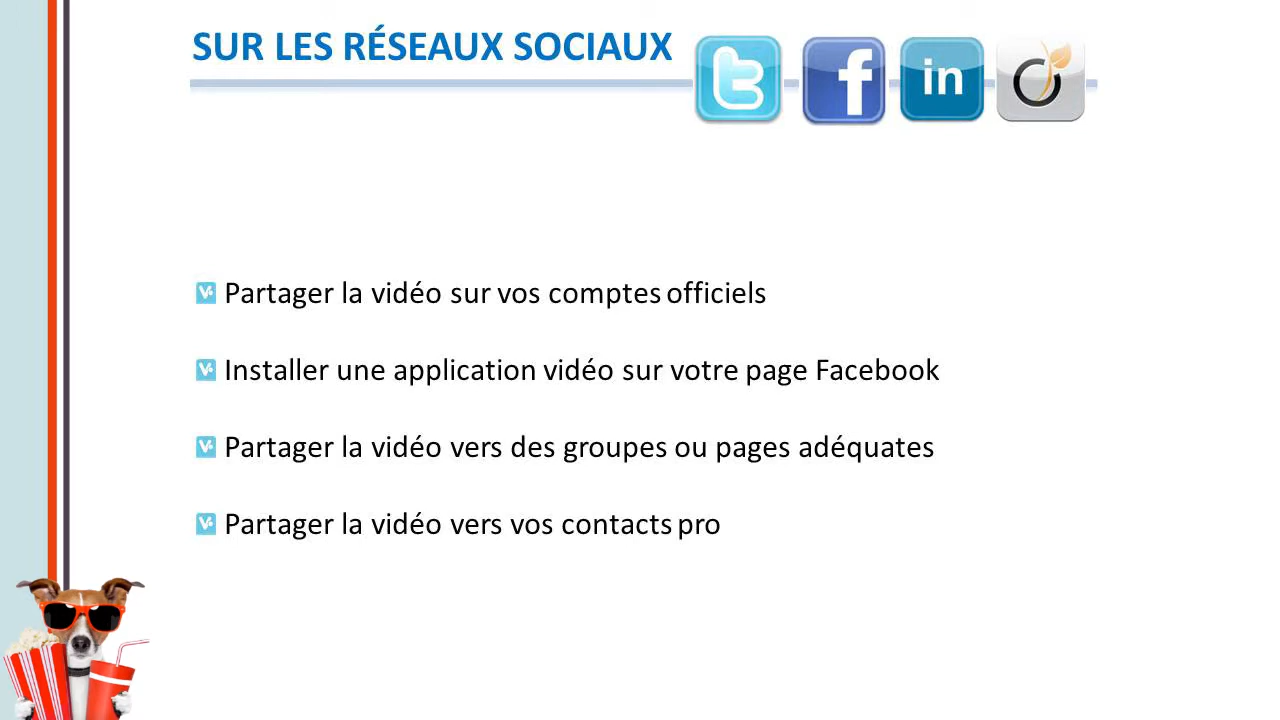 SUR LES RÉSEAUX SOCIAUX
t f in
Partager la vidéo sur vos comptes officiels
Installer une application vidéo sur votre page Facebook
Partager la vidéo vers des groupes ou pages adéquates
Partager la vidéo vers vos contacts pro